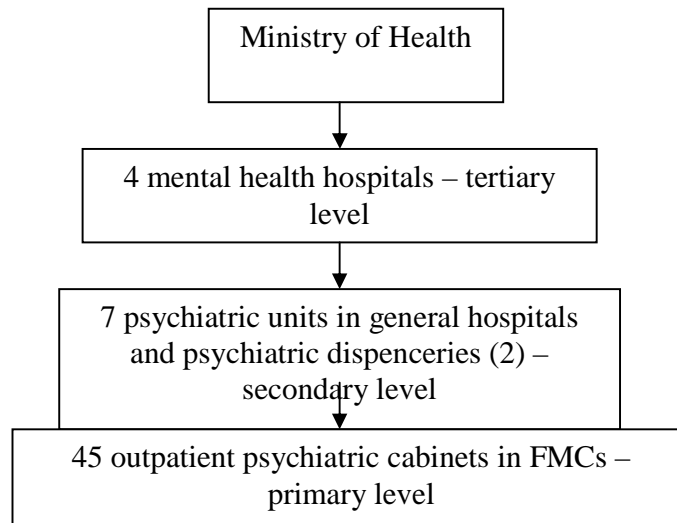 Ministry of Health
4 mental health hospitals – tertiary
level
7 psychiatric units in general hospitals
and psychiatric dispenceries (2) –
secondary level
45 outpatient psychiatric cabinets in FMCs –
primary level